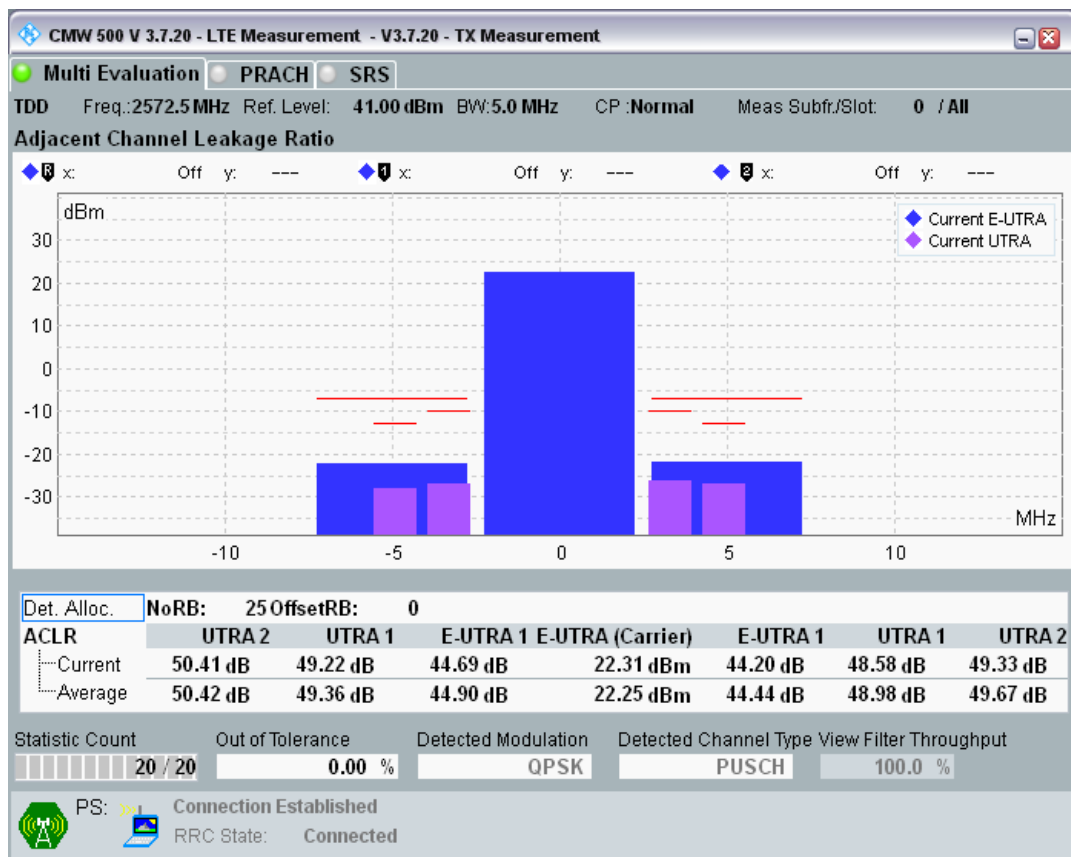 CMW 500 V 3.7.20 - LTE Measurement - V3.7.20 - TX Measurement
Multi Evaluation PRACH SRS
TDD Freq.:2572.5 MHz Ref. Level: 41.00 dBm BW:5.0 MHz CP :Normal Meas Subfr./Slot: 0 / All
Adjacent Channel Leakage Ratio
R x: Off y: --- 1 x: Off y: --- 2 x: Off y: ---
dBm
Current E-UTRA
Current UTRA
30
20
10
0
-10
-20
-30
MHz
-10 -5 0 5 10
Det. Alloc. NoRB: 25 OffsetRB: 0
ACLR UTRA 2 UTRA 1 E-UTRA 1 E-UTRA (Carrier) E-UTRA 1 UTRA 1 UTRA 2
Current 50.41 dB 49.22 dB 44.69 dB 22.31 dBm 44.20 dB 48.58 dB 49.33 dB
Average 50.42 dB 49.36 dB 44.90 dB 22.25 dBm 44.44 dB 48.98 dB 49.67 dB
Statistic Count Out of Tolerance Detected Modulation Detected Channel Type View Filter Throughput
20 / 20 0.00 % QPSK PUSCH 100.0 %
PS: Connection Established
RRC State: Connected